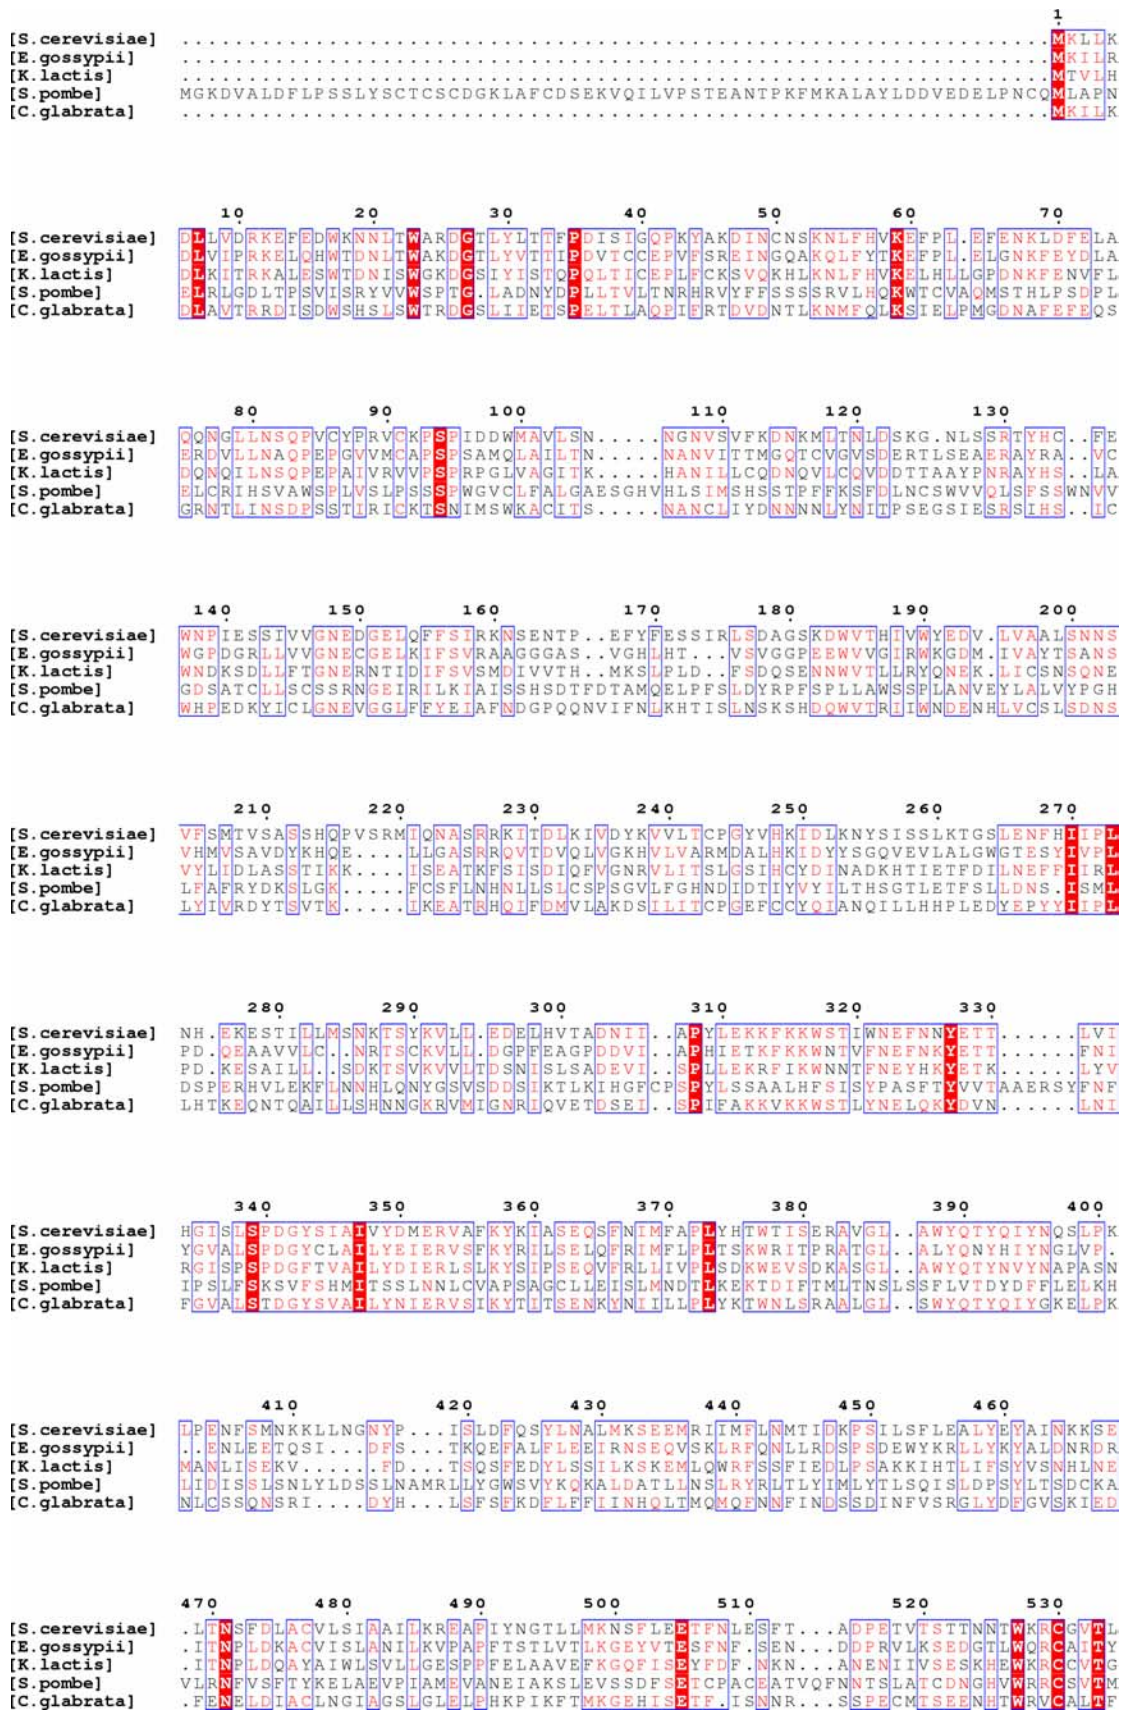 1
[S.cerevisiae] .................................................................MKLLK
[E.gossypii] .................................................................MKILR
[K.lactis] .................................................................MTVLH
[S.pombe] MGKDVALDFLPSSLYSCTCSCDGKLAFCDSEKVQILVPSTEANTPKFMKALAYLDDVEDELPNCQMLAPN
[C.glabrata] .................................................................MKILK
10 20 30 40 50 60 70
[S.cerevisiae] DLLVDRKEFEDWKNNLTWARDGTLYLTTFPDISIGQPKYAKDINCNSKNLFHVKEFPL.EFENKLDFELA
[E.gossypii] DLVIPRKELQHWTDNLTWAKDGTLYVTTIPDVTCCEPVFSREINGQAKQLFYTKEFPL.LGNKFEYDLA
[K.lactis] DLKITRKALESWTDNISWGKDGSIYISTQPQLTICEPLFCKSVQKHLKNLFHVKELHLLGPDNKFENVFL
[S.pombe] ELRLGDLTPSVISRYVVWSPTG.LADNYDPLLTVLTNRHRVYFFSSSSRVLHQKWTCVAQMSTHLPSDPL
[C.glabrata] DLAVTRRDISDWSHSLSWTRDGSLIIETSPELTLAQPIFRTDVDNTLKNMFQLKSIELPMGDNAFEFEQS
80 90 100 110 120 130
[S.cerevisiae] QQNGLLNSQPVCYPRVCKPSPIDDWMAVLSN.....NGNVSVFKDNKMLTNLDSKG.NLSSRTYHC..FE
[E.gossypii] ERDVLLNAQPEPGVVMCAPSPSAMQLAILTN.....NANVITTMGQTCVGVSDERTLSEAERAYRA..VC
[K.lactis] DQNQILNSQPEPAIVRVVPSPRPGLVAGITK.....HANILLCQDNQVLCQVDDTTAAYPNRAYHS..LA
[S.pombe] ELCRIHSVAWSPLVSLPSSSPWGVCLFALGAESGHVHLSIMSHSSTPFFKSFDLNCSWVVQLSFSSWNVV
[C.glabrata] GRNTLINSDPSSTIRICKTSNIMSWKACITS.....NANCLIYDNNNNLYNITPSEGSIESRSIHS..IC
140 150 160 170 180 190 200
[S.cerevisiae] WNPIESSIVVGNEDGELQFFSIRKNSENTP..EFYFESSIRLSDAGSKDWVTHIVWYEDV.LVAALSNNS
[E.gossypii] WGPDGRLLVVGNECGELKIFSVRAAGGGAS..VGHLHT...VSVGGPEEWVVGIRWKGDM.IVAYTSANS
[K.lactis] WNDKSDLLFTGNERNTIDIFSVSMDIVVTH..MKSLPLD..FSDQSENNWVTLLRYQNEK.LICSNSQNE
[S.pombe] GDSATCLLSCSSRNGEIRILKIAISSHSDTFDTAMQELPFSLDYRPFSPLLAWSSPLANVEYLALVYPGH
[C.glabrata] WHPEDKYICLGNEVGGLFFYEIAFNDGPQQNVIFNLKHTISLNSKSHDQWVTRIIWNDENHLVCSLSDNS
210 220 230 240 250 260 270
[S.cerevisiae] VFSMTVSASSHQPVSRMIQNASRRKITDLKIVDYKVVLTCPGYVHKIDLKNYSISSLKTGSLENFHIIPL
[E.gossypii] VHMVSAVDYKHQE....LLGASRRQVTDVQLVGKHVLVARMDALHKIDYYSGQVEVLALGWGTESYIVPL
[K.lactis] VYLIDLASSTIKK.....ISEATKFSISDIQFVGNRVLITSLGSIHCYDINADKHTIETFDILNEFFIIRL
[S.pombe] LFAFRYDKSLGK.....FCSFLNHNLLSLCSPSGVLFGHNDIDTIYVYILTHSGTLETFSLLDNS.ISML
[C.glabrata] LYIVRDYTSVTK.....IKEATRHQIFDMVLAKDSILITCPGEFCCYQIANQILLHHPLEDYEPYYIIPL
280 290 300 310 320 330
[S.cerevisiae] NH.EKESTILLMSNKTSYKVLL.EDELHVTADNII..APYLEKKFKKWSTIWNEFNNYETT......LVI
[E.gossypii] PD.QEAAVVLC..NRTSCKVLL.DGPFEAGPDDVI..APHIETKFKKWNTVFNEFNKYETT......FNI
[K.lactis] PD.KESAILL..SDKTSVKVVLTDSNISLSADEVI..SPLLEKRFIKWNNTFNEYHKYETT......LYV
[S.pombe] DSPERHVLEKFLNNHLQNYGSVSVDDSIKTLKIHGFCPSPYLSSAALHFSISYPASFTYVVTAAERSYFNF
[C.glabrata] LHTKEQNTQAILLSHNNGKRVMIGNRIQVETDSEI..SPIFAKKVKKWSTLYNELQKYDVN......LNI
340 350 360 370 380 390 400
[S.cerevisiae] HGISLSPDGYSIAIVYDMERVAFKYKIASEQSFNIMFAPLYHTWTISERAVGL..AWYQTYQIYNQSLPK
[E.gossypii] YGVALSPDGYCLAILYEIERVSFKYRILSELQFRIMFLPLTSKWRITPRATGL..ALYQNYHIYNGLVP.
[K.lactis] RGISPSPDGFTVAILYDIERLSLKYSIPSEQVFRLLIVPLSDKWEVSDKASGL..AWYQTYNVYNAPASN
[S.pombe] IPSLFSKSVFSHMITSSLNNLCVAPSAGCLLEISLMNDTLKEKTDIFTMLTNSLSSFLVTDYDFFLELKH
[C.glabrata] FGVALSTDGYSVAILYNIERVSIKYTITSENKYNIILLPLYKTWNLSRAALGL..SWYQTYQIYGKELPK
410 420 430 440 450 460
[S.cerevisiae] LPENFSMNKKLLNGNYP...ISLDFQSYLNALMKSEEMRIIMFLNMTIDKPSILSFLEALYEYAINKKSE
[E.gossypii] ..ENLEETQSI...DFS...TKQEFALFLEEIRNSEQVSKLRFQNLLRDSPSDEWYKRLLYKYALDNRDR
[K.lactis] MANLISEKV......FD...TSQSFEDYLSSILKSKEMLQWRFSSFIEDLPSAKKIHTLIFSYVSNHLNE
[S.pombe] LIDISSLSNLYLDSSLNAMRLLYGWSVYKQKALDATLLNSLRYRLTLYIMLYTLSQISLDPSYLTSDCKA
[C.glabrata] NLCSSQNSRI....DYH...LSFSFKDFLFFIINHQLTMQMQFNNFINDSSDINFVSRGLYDFGVSKIED
470 480 490 500 510 520 530
[S.cerevisiae] .LTNSFDLACVLSIAAILKREAPIYNGTLLMKNSFLEETFNLESFT...ADPETVTSTTNNTWKRCGVTL
[E.gossypii] .ITNPLDKACVISILKVPAPFTSTLVTLKGEYVTESFNF.SEN...DDPRVLKSEDGTLWQRCAITY
[K.lactis] .ITNPLDQAYAIWLSVLLGESPPFELAAVEFKGQFISEYFDF.NKN...ANENIIVSESKHEWKRCCVTG
[S.pombe] VLRNFVSFTYKELAEVPIAMEVANEIAKSLEVSSDFSETCPACEATVQFNNTSLATCDNGHVWRRCSVTM
[C.glabrata] .FENELDIACLNGIAGSLGLELPHKPIKFTMKGEHISETF.ISNNR...SSPECMTSEENHTWRVCALTF